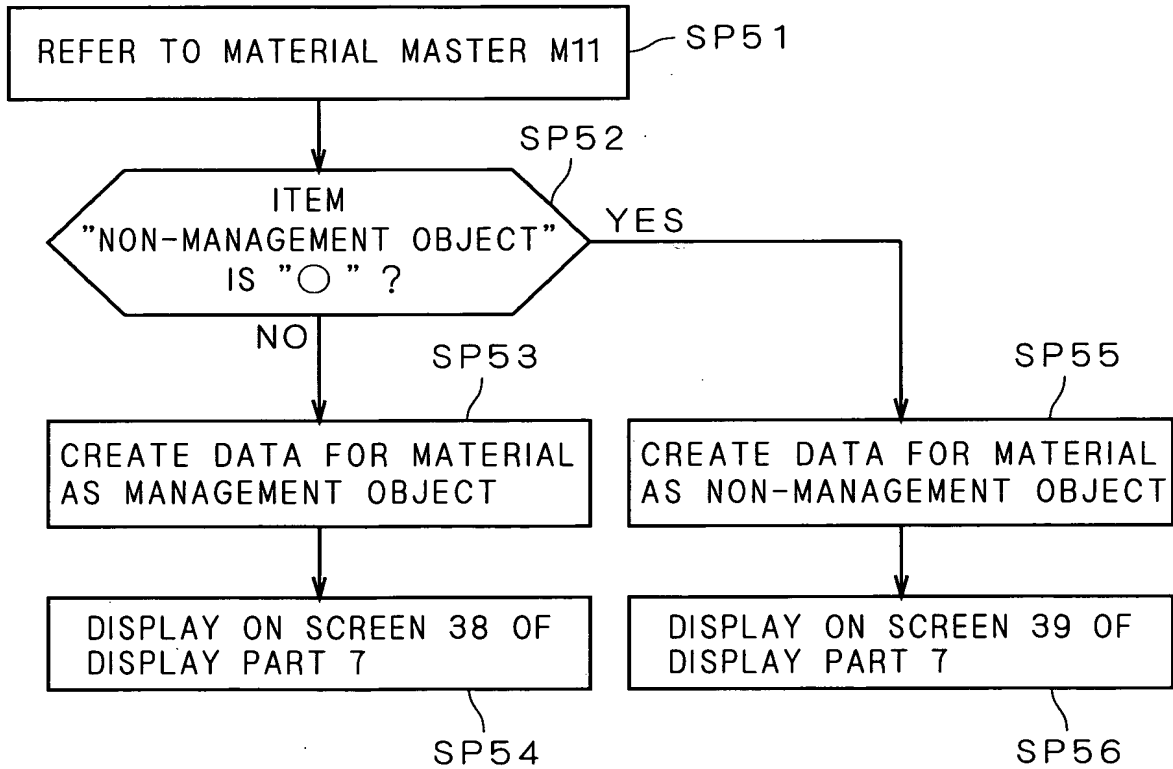 REFER TO MATERIAL MASTER M11
SP51
SP52
ITEM
"NON-MANAGEMENT OBJECT"
IS "○" ?
YES
NO
SP53
SP55
CREATE DATA FOR MATERIAL
AS MANAGEMENT OBJECT
CREATE DATA FOR MATERIAL
AS NON-MANAGEMENT OBJECT
DISPLAY ON SCREEN 38 OF
DISPLAY PART 7
DISPLAY ON SCREEN 39 OF
DISPLAY PART 7
SP54
SP56